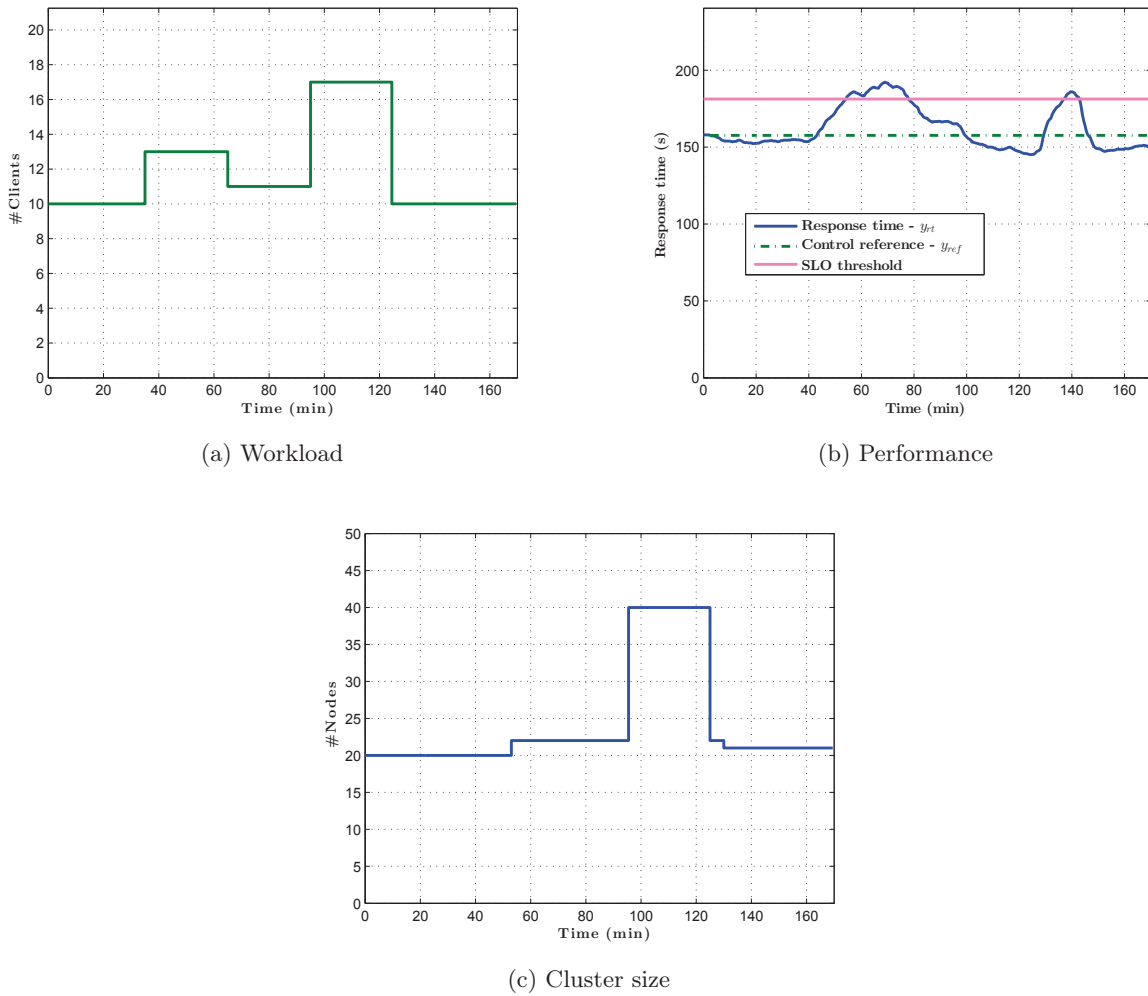 20
18
16
14
12
10
8
6
4
2
0
#Clients
0 20 40 60 80 100 120 140 160
Time (min)
(a) Workload
200
150
100
50
0
Response time (s)
Response time - y_rt
Control reference - y_ref
SLO threshold
0 20 40 60 80 100 120 140 160
Time (min)
(b) Performance
50
45
40
35
30
25
20
15
10
5
0
#Nodes
0 20 40 60 80 100 120 140 160
Time (min)
(c) Cluster size